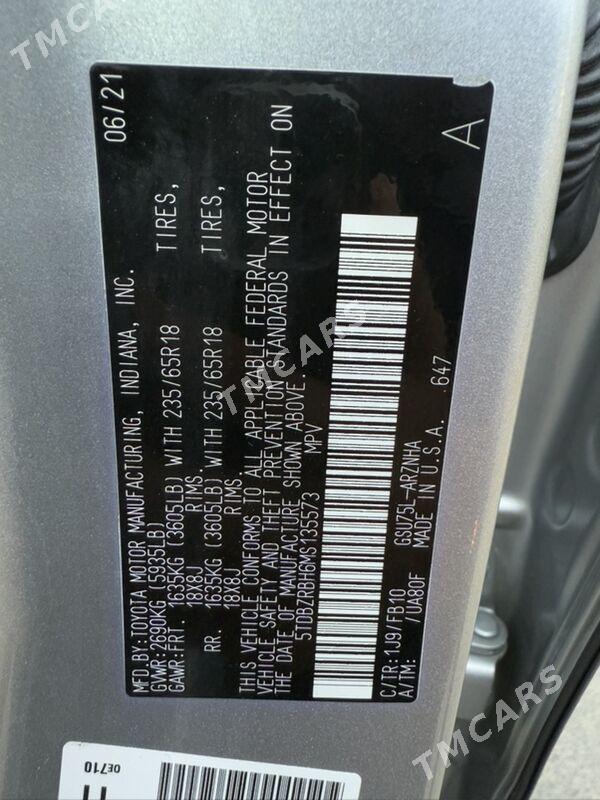 MFD.BY:TOYOTA MOTOR MANUFACTURING, INDIANA, INC. 06/21
GVWR:2690KG (5935LB)
GAWR:FRT. 1635KG (3605LB) WITH 235/65R18 TIRES,
18X8J RIMS.
RR. 1635KG (3605LB) WITH 235/65R18 TIRES,
18X8J RIMS.
THIS VEHICLE CONFORMS TO ALL APPLICABLE FEDERAL MOTOR
VEHICLE SAFETY AND THEFT PREVENTION STANDARDS IN EFFECT ON
THE DATE OF MANUFACTURE SHOWN ABOVE.
5TDBZRBH6MS135573 MPV
C/TR:1J9/FB10 GSU75L-ARZNHA
A/TM: /UA80F MADE IN U.S.A. 647 A
OE710
TMCARS
TMCARS
TMCARS